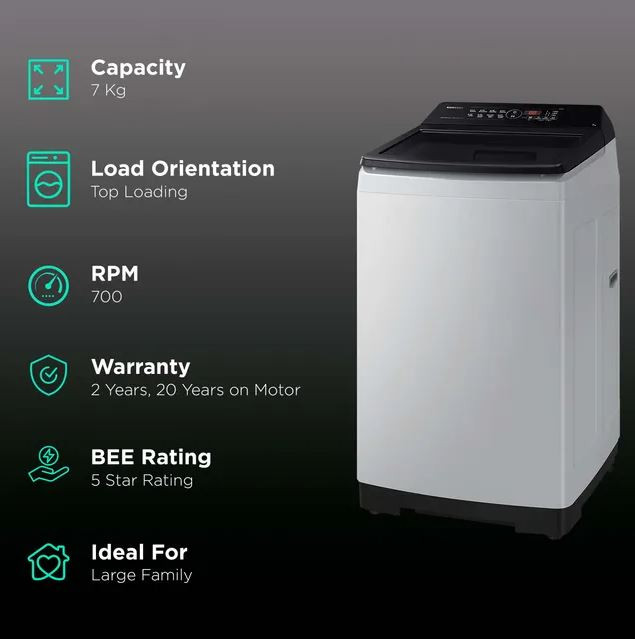 Capacity
7 Kg
Load Orientation
Top Loading
RPM
700
Warranty
2 Years, 20 Years on Motor
BEE Rating
5 Star Rating
Ideal For
Large Family